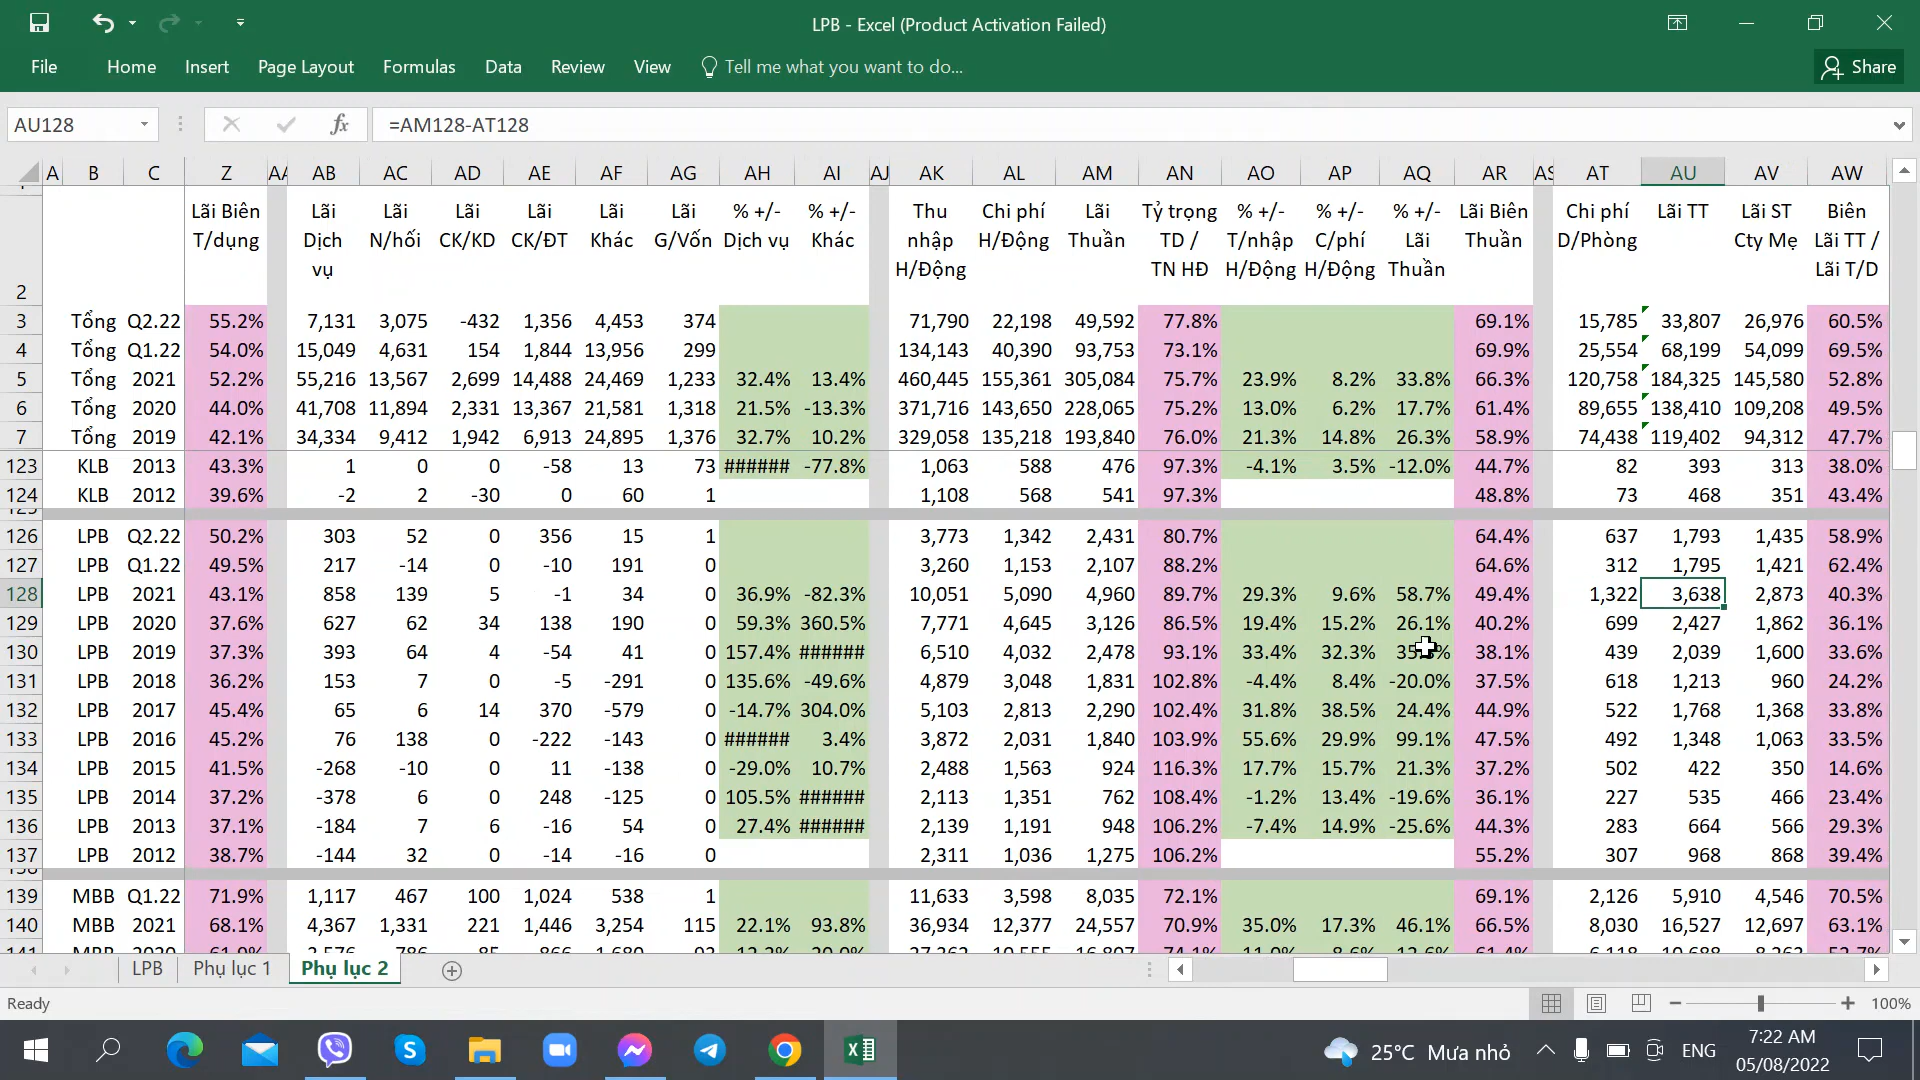 LPB - Excel (Product Activation Failed)
File Home Insert Page Layout Formulas Data Review View Tell me what you want to do... Share
AU128 fx =AM128-AT128
A B C Z AA AB AC AD AE AF AG AH AI AJ AK AL AM AN AO AP AQ AR AS AT AU AV AW
Lãi Biên Lãi Lãi Lãi Lãi Lãi Lãi % +/- % +/- Thu Chi phí Lãi Tỷ trọng % +/- % +/- % +/- Lãi Biên Chi phí Lãi TT Lãi ST Biên
T/dụng Dịch N/hối CK/KD CK/ĐT Khác G/Vốn Dịch vụ Khác nhập H/Động Thuần TD / T/nhập C/phí Lãi Thuần D/Phòng Cty Mẹ Lãi TT /
vụ H/Động TN HĐ H/Động H/Động Thuần Lãi T/D
2
3 Tổng Q2.22 55.2% 7,131 3,075 -432 1,356 4,453 374 71,790 22,198 49,592 77.8% 69.1% 15,785 33,807 26,976 60.5%
4 Tổng Q1.22 54.0% 15,049 4,631 154 1,844 13,956 299 134,143 40,390 93,753 73.1% 69.9% 25,554 68,199 54,099 69.5%
5 Tổng 2021 52.2% 55,216 13,567 2,699 14,488 24,469 1,233 32.4% 13.4% 460,445 155,361 305,084 75.7% 23.9% 8.2% 33.8% 66.3% 120,758 184,325 145,580 52.8%
6 Tổng 2020 44.0% 41,708 11,894 2,331 13,367 21,581 1,318 21.5% -13.3% 371,716 143,650 228,065 75.2% 13.0% 6.2% 17.7% 61.4% 89,655 138,410 109,208 49.5%
7 Tổng 2019 42.1% 34,334 9,412 1,942 6,913 24,895 1,376 32.7% 10.2% 329,058 135,218 193,840 76.0% 21.3% 14.8% 26.3% 58.9% 74,438 119,402 94,312 47.7%
123 KLB 2013 43.3% 1 0 0 -58 13 73 ###### -77.8% 1,063 588 476 97.3% -4.1% 3.5% -12.0% 44.7% 82 393 313 38.0%
124 KLB 2012 39.6% -2 2 -30 0 60 1 1,108 568 541 97.3% 48.8% 73 468 351 43.4%
126 LPB Q2.22 50.2% 303 52 0 356 15 1 3,773 1,342 2,431 80.7% 64.4% 637 1,793 1,435 58.9%
127 LPB Q1.22 49.5% 217 -14 0 -10 191 0 3,260 1,153 2,107 88.2% 64.6% 312 1,795 1,421 62.4%
128 LPB 2021 43.1% 858 139 5 -1 34 0 36.9% -82.3% 10,051 5,090 4,960 89.7% 29.3% 9.6% 58.7% 49.4% 1,322 3,638 2,873 40.3%
129 LPB 2020 37.6% 627 62 34 138 190 0 59.3% 360.5% 7,771 4,645 3,126 86.5% 19.4% 15.2% 26.1% 40.2% 699 2,427 1,862 36.1%
130 LPB 2019 37.3% 393 64 4 -54 41 0 157.4% ###### 6,510 4,032 2,478 93.1% 33.4% 32.3% 38.1% 439 2,039 1,600 33.6%
131 LPB 2018 36.2% 153 7 0 -5 -291 0 135.6% -49.6% 4,879 3,048 1,831 102.8% -4.4% 8.4% -20.0% 37.5% 618 1,213 960 24.2%
132 LPB 2017 45.4% 65 6 14 370 -579 0 -14.7% 304.0% 5,103 2,813 2,290 102.4% 31.8% 38.5% 24.4% 44.9% 522 1,768 1,368 33.8%
133 LPB 2016 45.2% 76 138 0 -222 -143 0 ###### 3.4% 3,872 2,031 1,840 103.9% 55.6% 29.9% 99.1% 47.5% 492 1,348 1,063 33.5%
134 LPB 2015 41.5% -268 -10 0 11 -138 0 -29.0% 10.7% 2,488 1,563 924 116.3% 17.7% 15.7% 21.3% 37.2% 502 422 350 14.6%
135 LPB 2014 37.2% -378 6 0 248 -125 0 105.5% ###### 2,113 1,351 762 108.4% -1.2% 13.4% -19.6% 36.1% 227 535 466 23.4%
136 LPB 2013 37.1% -184 7 6 -16 54 0 27.4% ###### 2,139 1,191 948 106.2% -7.4% 14.9% -25.6% 44.3% 283 664 566 29.3%
137 LPB 2012 38.7% -144 32 0 -14 -16 0 2,311 1,036 1,275 106.2% 55.2% 307 968 868 39.4%
139 MBB Q1.22 71.9% 1,117 467 100 1,024 538 1 11,633 3,598 8,035 72.1% 69.1% 2,126 5,910 4,546 70.5%
140 MBB 2021 68.1% 4,367 1,331 221 1,446 3,254 115 22.1% 93.8% 36,934 12,377 24,557 70.9% 35.0% 17.3% 46.1% 66.5% 8,030 16,527 12,697 63.1%
LPB Phụ lục 1 Phụ lục 2
Ready 100%
25°C Mưa nhỏ ENG 7:22 AM
05/08/2022